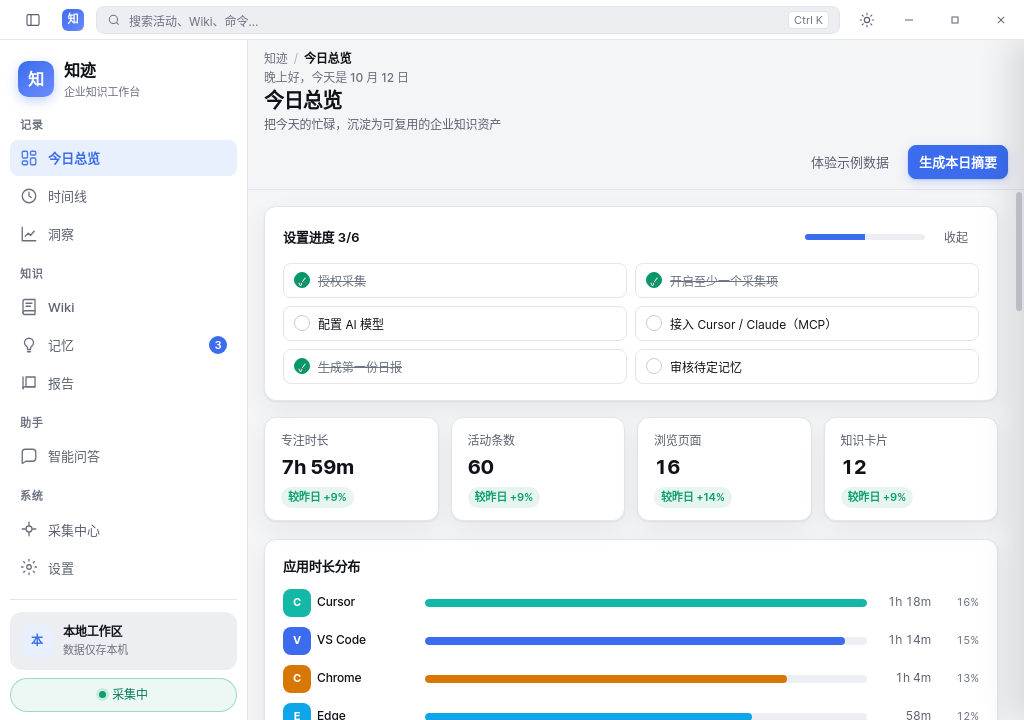 知
搜索活动、Wiki、命令...
Ctrl K
知
知迹
企业知识工作台
记录
今日总览
时间线
洞察
知识
Wiki
记忆
3
报告
助手
智能问答
系统
采集中心
设置
本
本地工作区
数据仅存本机
采集中
知迹 / 今日总览
晚上好，今天是 10 月 12 日
今日总览
把今天的忙碌，沉淀为可复用的企业知识资产
体验示例数据
生成本日摘要
设置进度 3/6
收起
授权采集
开启至少一个采集项
配置 AI 模型
接入 Cursor / Claude（MCP）
生成第一份日报
审核待定记忆
专注时长
7h 59m
较昨日 +9%
活动条数
60
较昨日 +9%
浏览页面
16
较昨日 +14%
知识卡片
12
较昨日 +9%
应用时长分布
C Cursor 1h 18m 16%
V VS Code 1h 14m 15%
C Chrome 1h 4m 13%
E Edge 58m 12%